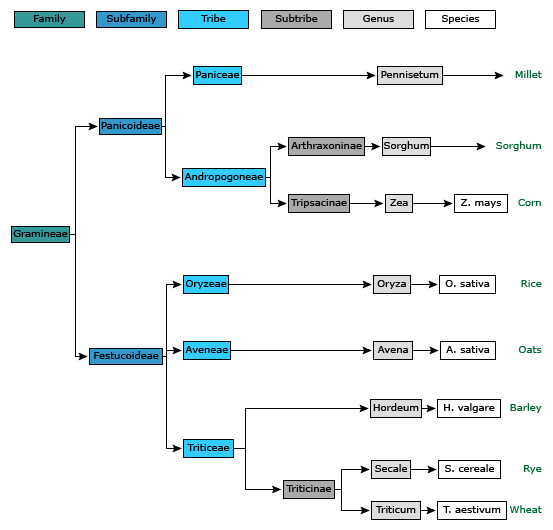 Family Subfamily Tribe Subtribe Genus Species
Paniceae Pennisetum Millet
Panicoideae
Arthraxoninae Sorghum Sorghum
Andropogoneae
Tripsacinae Zea Z. mays Corn
Gramineae
Oryzeae Oryza O. sativa Rice
Aveneae Avena A. sativa Oats
Festucoideae
Hordeum H. valgare Barley
Triticeae
Secale S. cereale Rye
Triticinae
Triticum T. aestivum Wheat